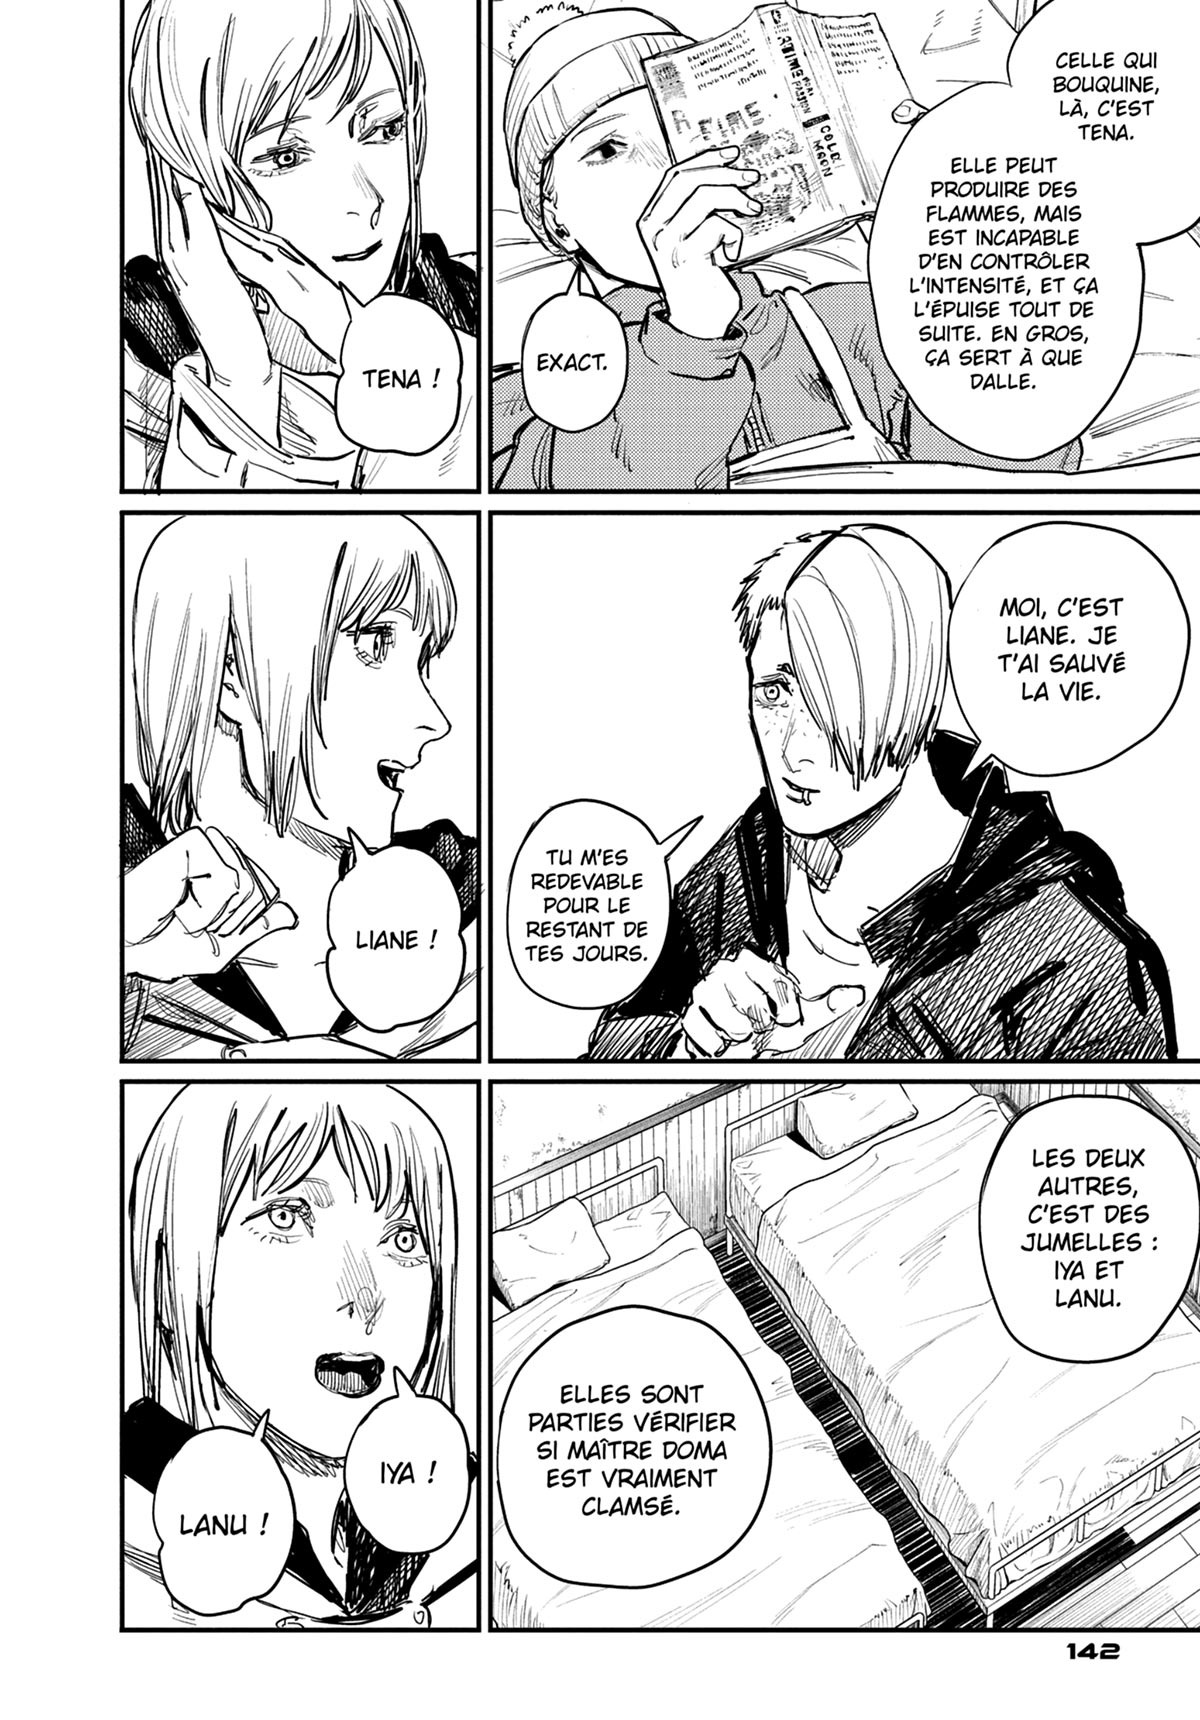 CELLE QUI
BOUQUINE,
LÀ, C'EST
TENA.
ELLE PEUT
PRODUIRE DES
FLAMMES, MAIS
EST INCAPABLE
D'EN CONTRÔLER
L'INTENSITÉ, ET ÇA
L'ÉPUISE TOUT DE
SUITE. EN GROS,
ÇA SERT À QUE
DALLE.
COLD
MOON
EXACT.
TENA !
MOI, C'EST
LIANE. JE
T'AI SAUVÉ
LA VIE.
TU M'ES
REDEVABLE
POUR LE
RESTANT DE
TES JOURS.
LIANE !
LES DEUX
AUTRES,
C'EST DES
JUMELLES :
IYA ET
LANU.
ELLES SONT
PARTIES VÉRIFIER
SI MAÎTRE DOMA
EST VRAIMENT
CLAMSÉ.
IYA !
LANU !
142